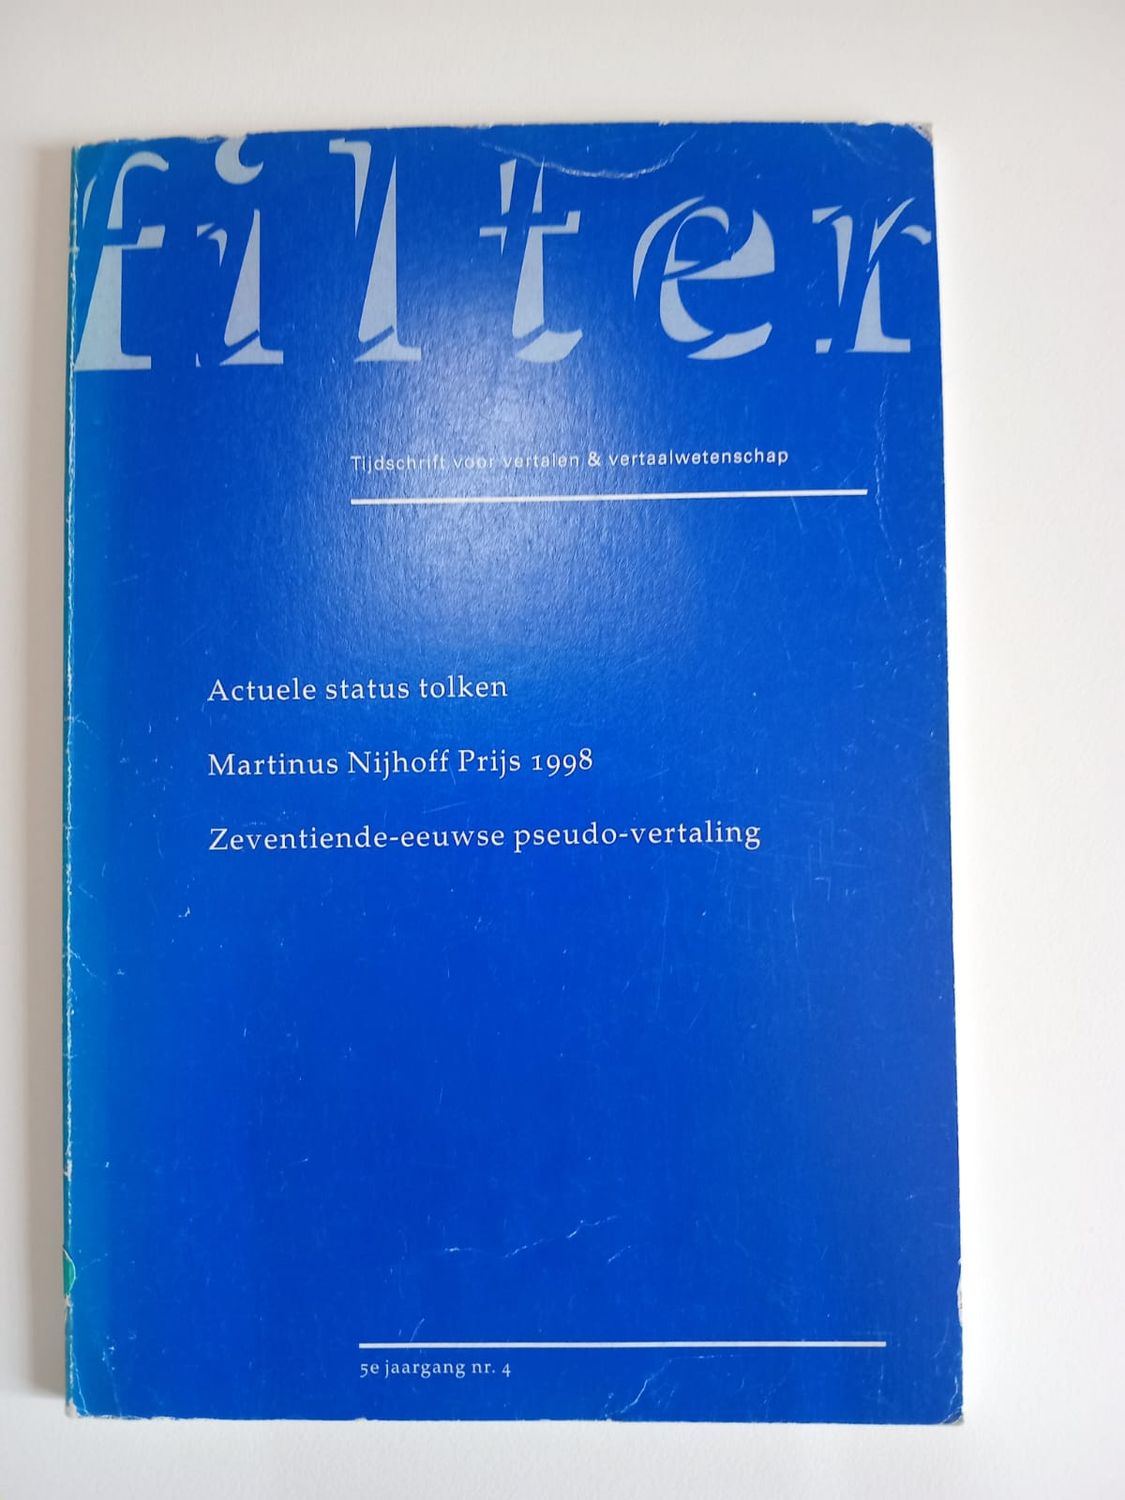 filter
Tijdschrift voor vertalen & vertaalwetenschap
Actuele status tolken
Martinus Nijhoff Prijs 1998
Zeventiende-eeuwse pseudo-vertaling
5e jaargang nr. 4